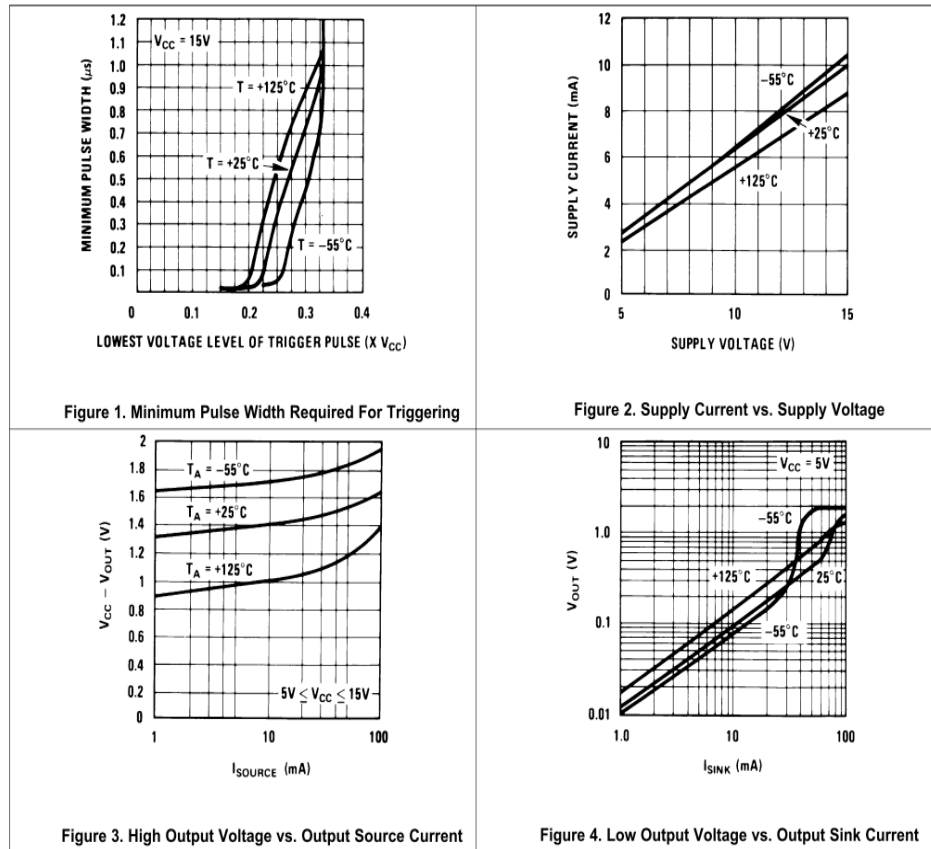 1.2
1.1
1.0
0.9
0.8
0.7
0.6
0.5
0.4
0.3
0.2
0.1
MINIMUM PULSE WIDTH (µs)
VCC = 15V
T = +125°C
T = +25°C
T = −55°C
0 0.1 0.2 0.3 0.4
LOWEST VOLTAGE LEVEL OF TRIGGER PULSE (X VCC)
Figure 1. Minimum Pulse Width Required For Triggering
12
10
8
6
4
2
0
SUPPLY CURRENT (mA)
−55°C
+25°C
+125°C
5 10 15
SUPPLY VOLTAGE (V)
Figure 2. Supply Current vs. Supply Voltage
2
1.8
1.6
1.4
1.2
1
0.8
0.6
0.4
0.2
0
VCC − VOUT (V)
TA = −55°C
TA = +25°C
TA = +125°C
5V ≤ VCC ≤ 15V
1 10 100
ISOURCE (mA)
Figure 3. High Output Voltage vs. Output Source Current
10
1.0
0.1
0.01
VOUT (V)
VCC = 5V
−55°C
+125°C
25°C
−55°C
1.0 10 100
ISINK (mA)
Figure 4. Low Output Voltage vs. Output Sink Current